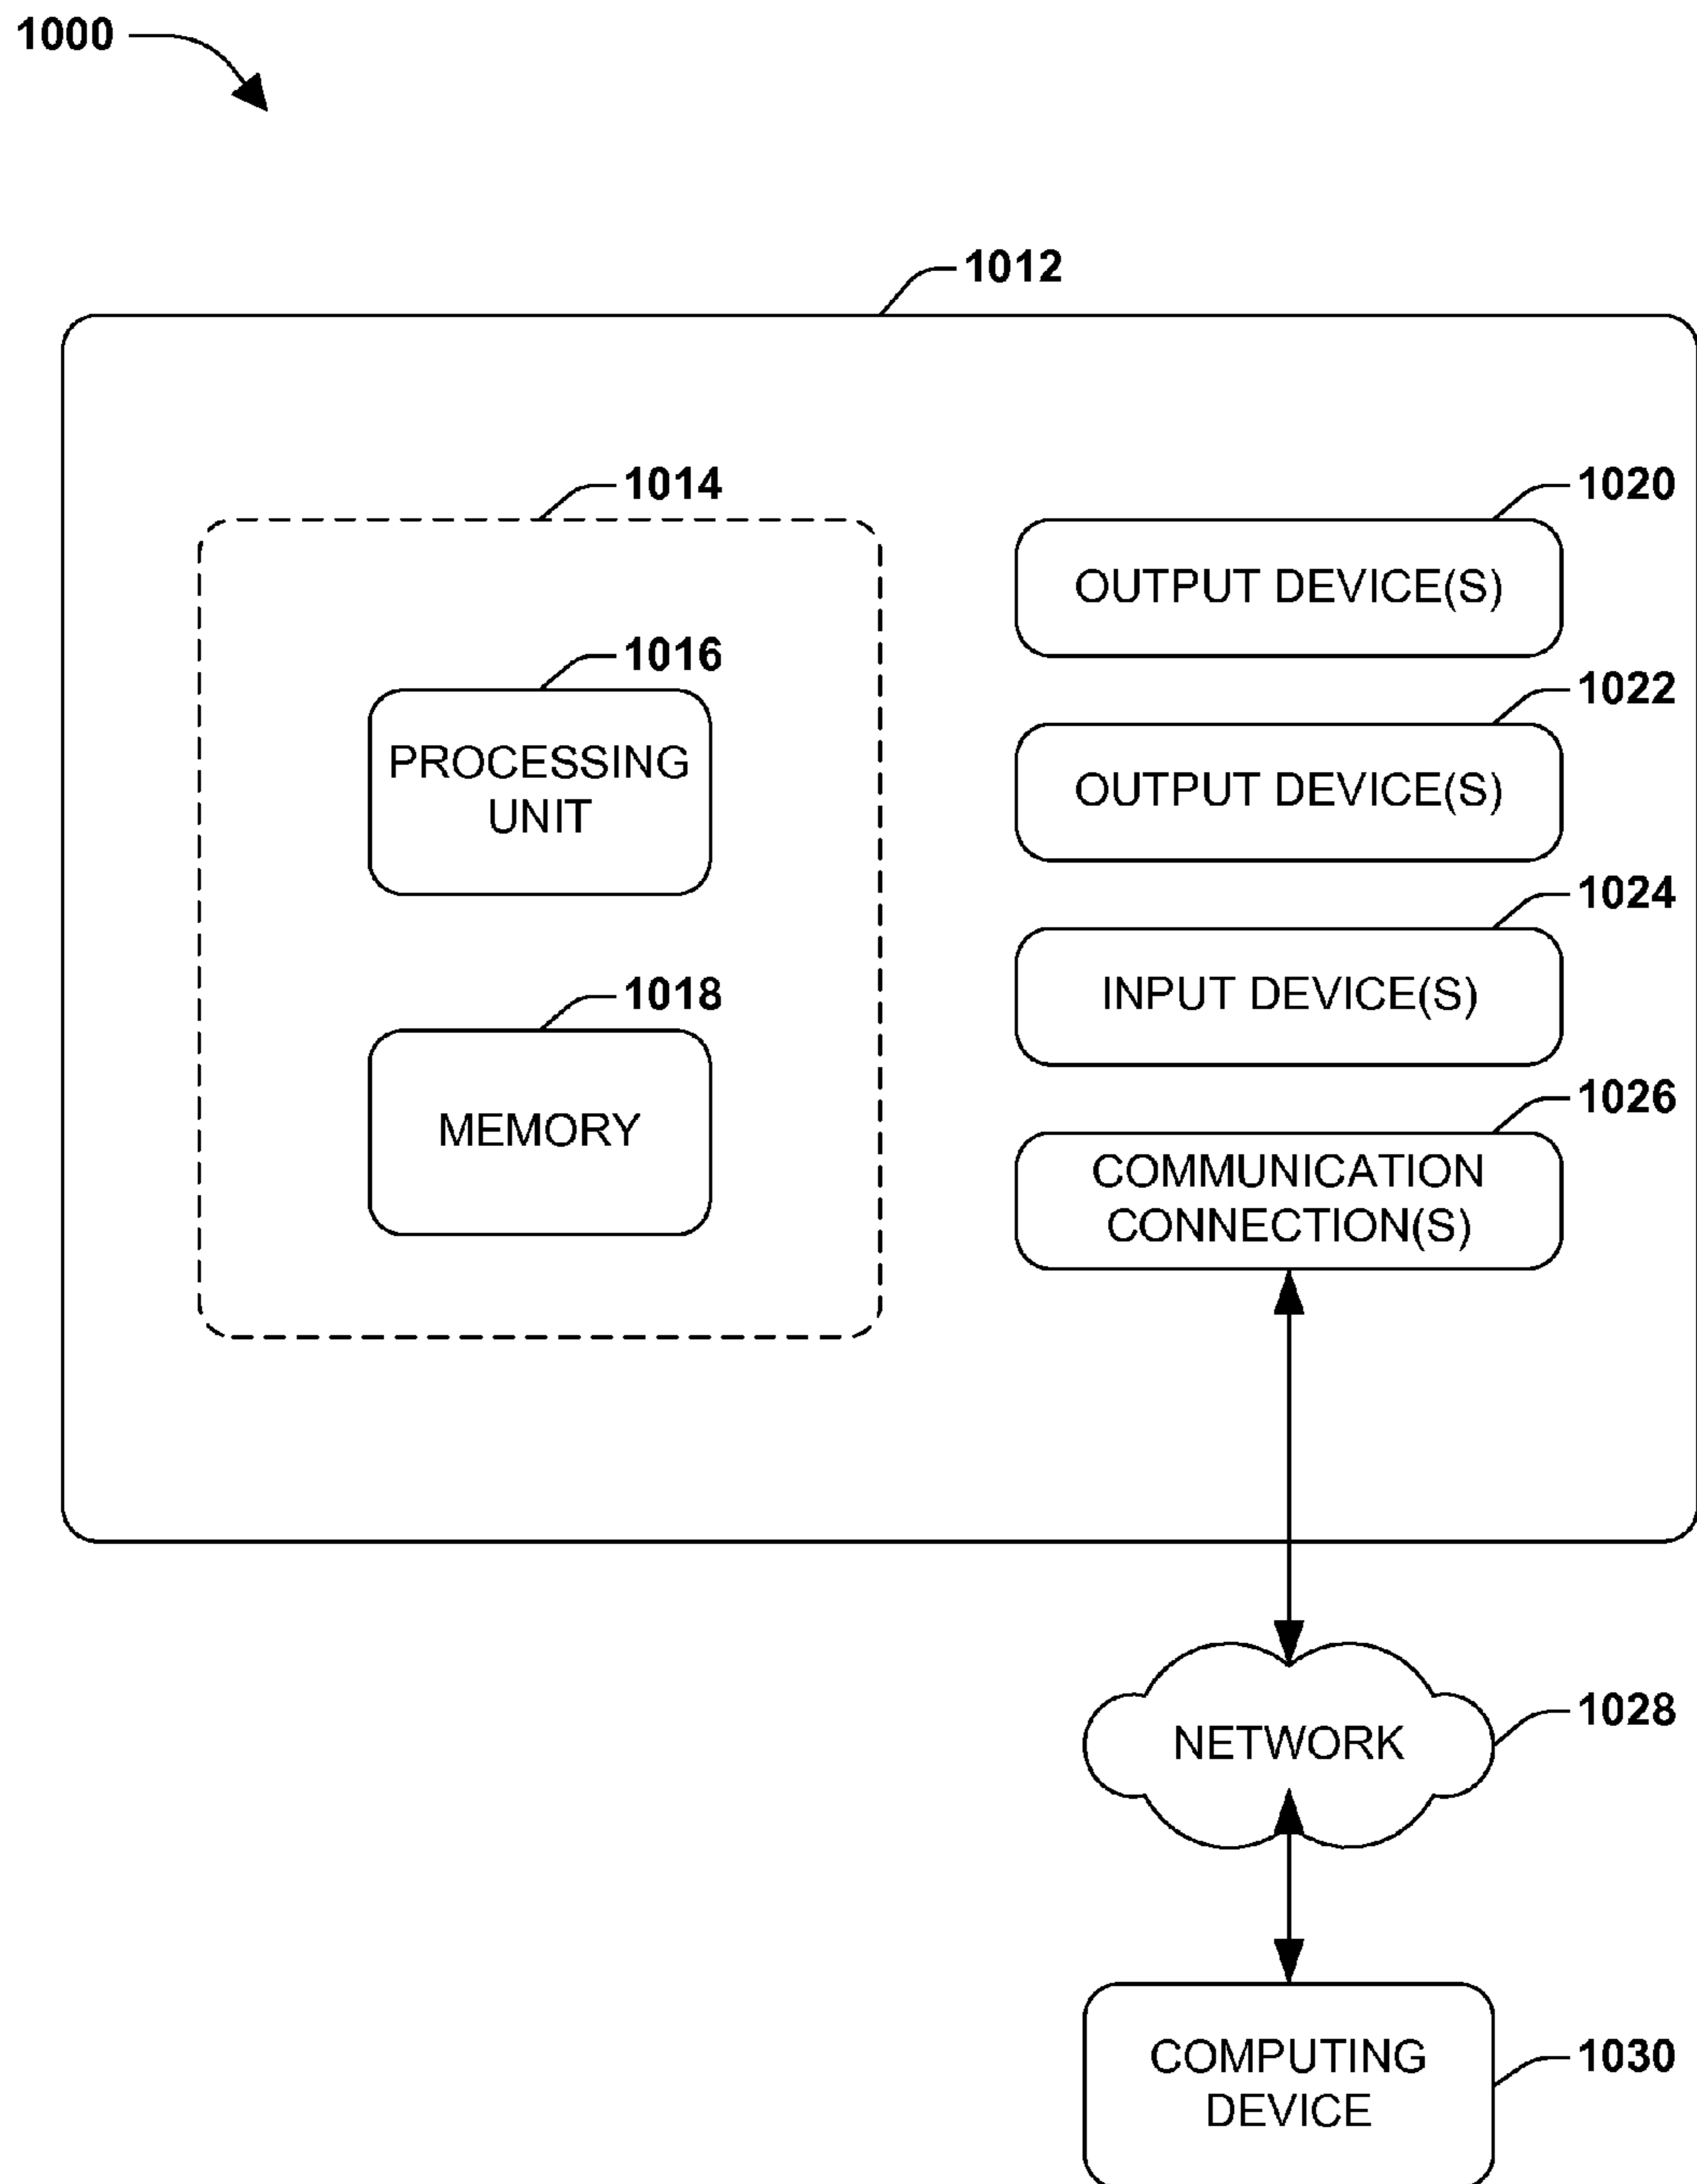 1000
1012
1014
1016
PROCESSING
UNIT
1018
MEMORY
1020
OUTPUT DEVICE(S)
1022
OUTPUT DEVICE(S)
1024
INPUT DEVICE(S)
1026
COMMUNICATION
CONNECTION(S)
NETWORK
1028
COMPUTING
DEVICE
1030